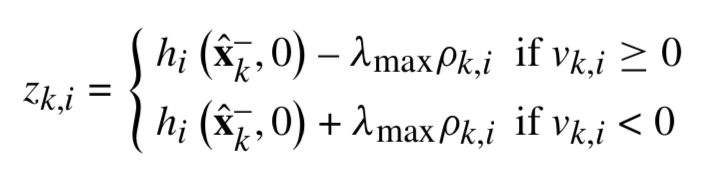 z_{k,i} = { h_i (x̂_k^−, 0) − λ_max ρ_{k,i} if v_{k,i} ≥ 0
h_i (x̂_k^−, 0) + λ_max ρ_{k,i} if v_{k,i} < 0